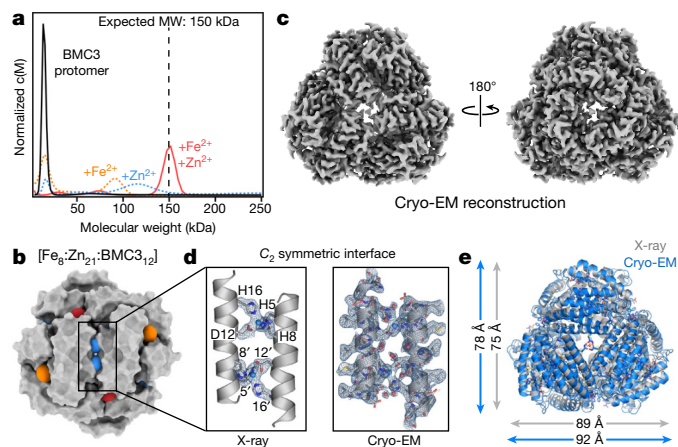 a
Expected MW: 150 kDa
BMC3
protomer
+Fe²⁺
+Zn²⁺
+Fe²⁺
+Zn²⁺
Normalized c(M)
50 100 150 200 250
Molecular weight (kDa)
b
[Fe₈:Zn₂₁:BMC3₁₂]
c
180°
Cryo-EM reconstruction
d
C₂ symmetric interface
H16
H5
D12
H8
8′ 12′
5′
16′
X-ray
Cryo-EM
e
X-ray
Cryo-EM
78 Å
75 Å
89 Å
92 Å